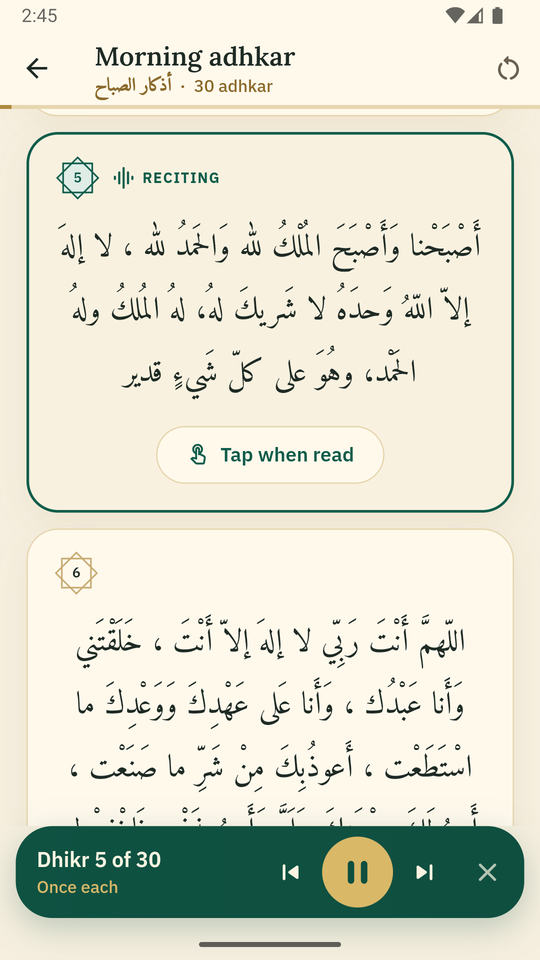 2:45
Morning adhkar
أذكار الصباح · 30 adhkar
5 RECITING
أَصْبَحْنا وَأَصْبَحَ المُلْكُ لله وَالحَمدُ لله ، لا إلهَ
إلاّ اللّهُ وَحدَهُ لا شَريكَ لهُ، لهُ المُلكُ ولهُ
الحَمْد، وهُوَ على كلّ شَيءٍ قدير
Tap when read
6
اللّهمَّ أَنْتَ رَبِّي لا إلهَ إلاّ أَنْتَ ، خَلَقْتَني
وَأَنا عَبْدُك ، وَأَنا عَلى عَهْدِكَ وَوَعْدِكَ ما
اسْتَطَعْت ، أَعوذُبِكَ مِنْ شَرِّ ما صَنَعْت ،
Dhikr 5 of 30
Once each